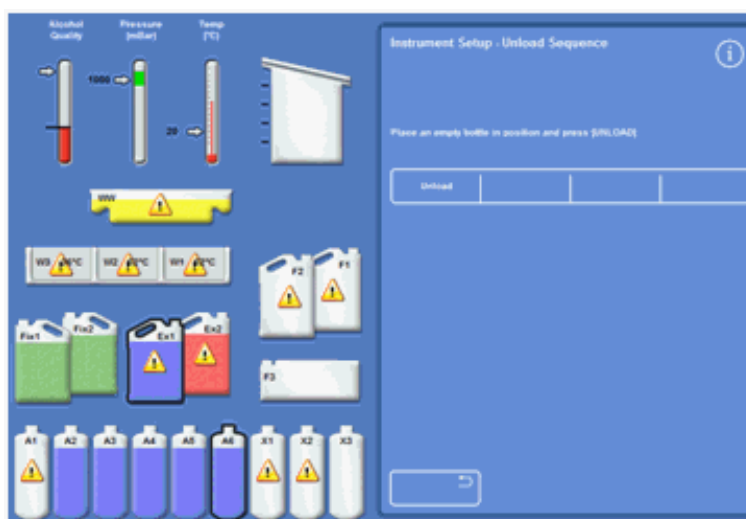 Alcohol Quality
Pressure (mBar)
Temp (°C)
Instrument Setup - Unload Sequence
i
1000
20
Place an empty bottle in position and press [UNLOAD]
Unload
WW
W3 °C
W2 °C
W1 °C
F2
F1
Fix1
Fix2
Ex1
Ex2
F3
A1
A2
A3
A4
A5
A6
X1
X2
X3